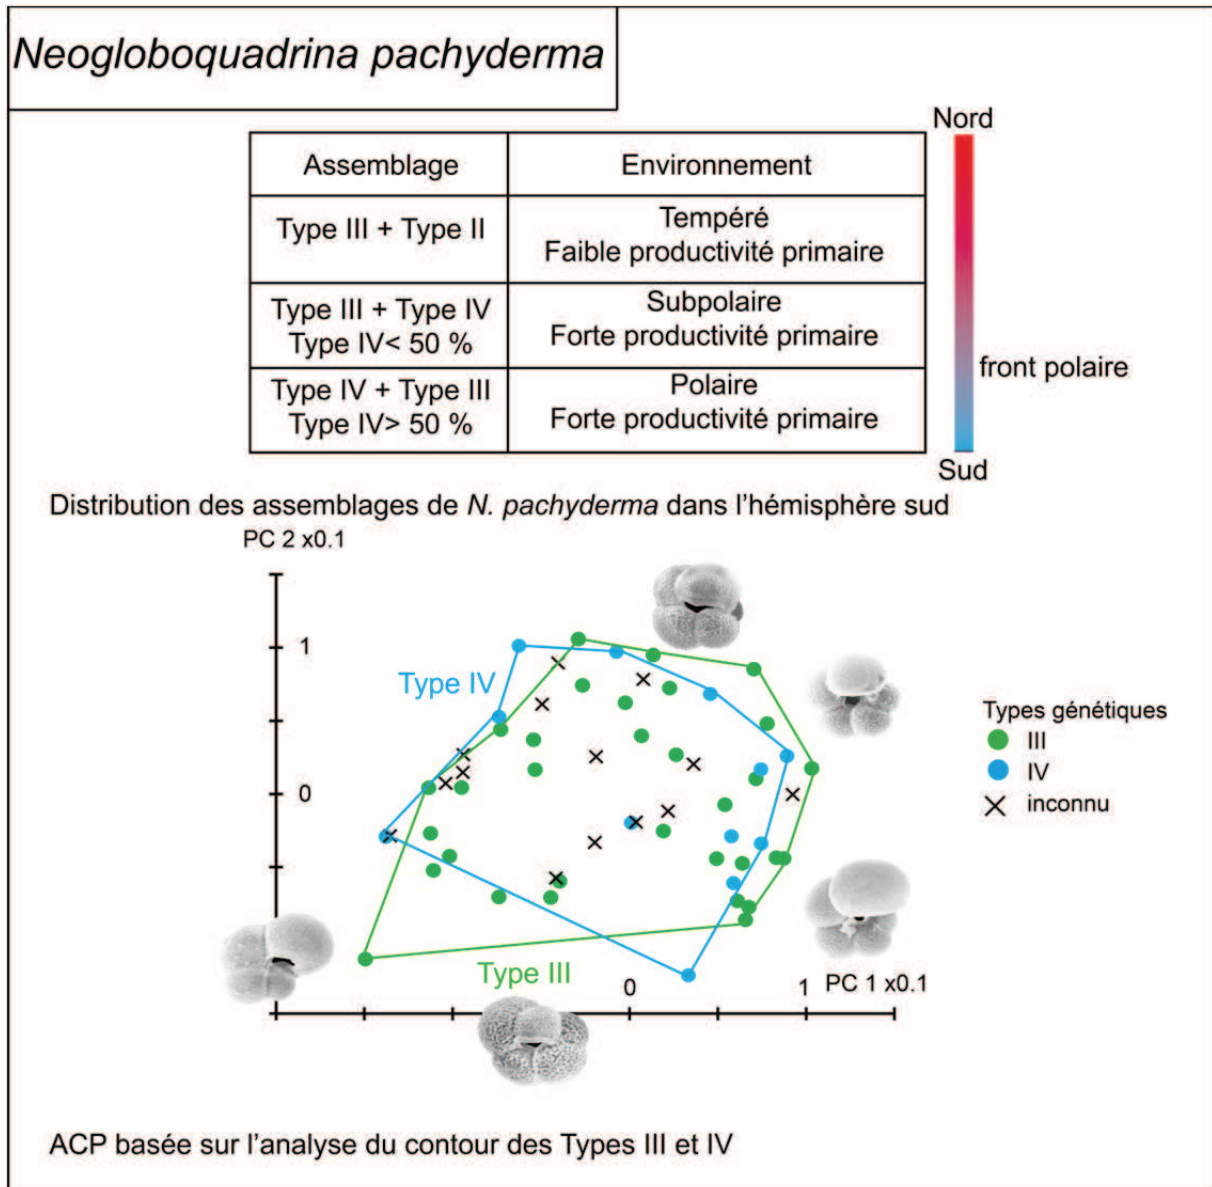 Neogloboquadrina pachyderma
Nord
Assemblage Environnement
Type III + Type II
Tempéré
Faible productivité primaire
Type III + Type IV
Type IV< 50 %
Subpolaire
Forte productivité primaire
front polaire
Type IV + Type III
Type IV> 50 %
Polaire
Forte productivité primaire
Sud
Distribution des assemblages de N. pachyderma dans l'hémisphère sud
PC 2 x0.1
1
0
Type IV
Type III
0
1
PC 1 x0.1
Types génétiques
III
IV
inconnu
ACP basée sur l'analyse du contour des Types III et IV